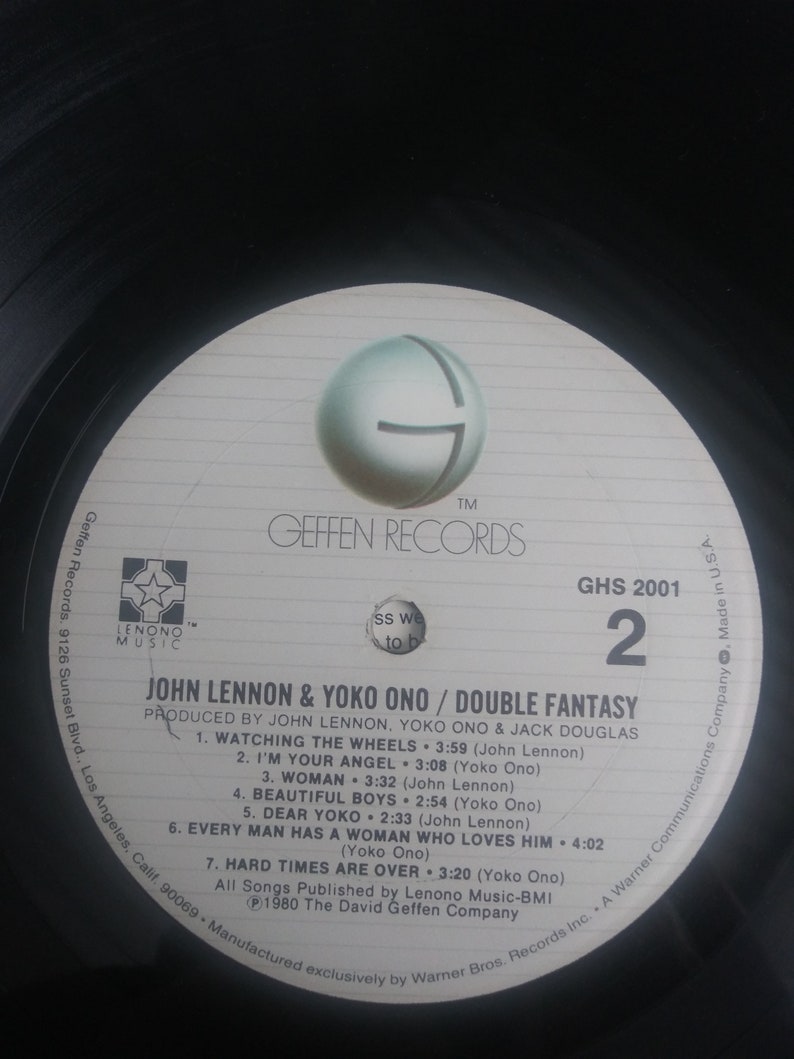 TM
GEFFEN RECORDS
GHS 2001
2
LENONO™
MUSIC
ss we
to b
JOHN LENNON & YOKO ONO / DOUBLE FANTASY
PRODUCED BY JOHN LENNON, YOKO ONO & JACK DOUGLAS
1. WATCHING THE WHEELS • 3:59 (John Lennon)
2. I'M YOUR ANGEL • 3:08 (Yoko Ono)
3. WOMAN • 3:32 (John Lennon)
4. BEAUTIFUL BOYS • 2:54 (Yoko Ono)
5. DEAR YOKO • 2:33 (John Lennon)
6. EVERY MAN HAS A WOMAN WHO LOVES HIM • 4:02
(Yoko Ono)
7. HARD TIMES ARE OVER • 3:20 (Yoko Ono)
All Songs Published by Lenono Music-BMI
℗1980 The David Geffen Company
Geffen Records. 9126 Sunset Blvd., Los Angeles, Calif. 90069 • Manufactured exclusively by Warner Bros. Records Inc. • A Warner Communications Company. Made in U.S.A.